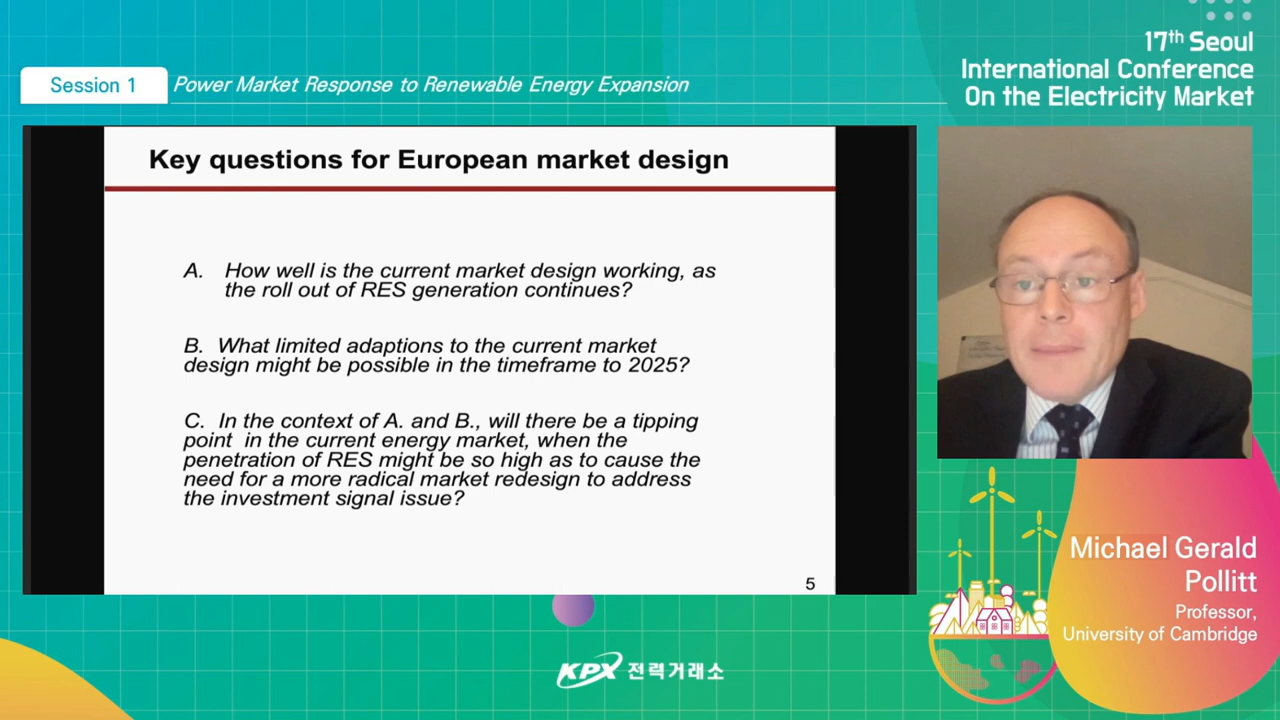 Session 1
Power Market Response to Renewable Energy Expansion
17th Seoul
International Conference
On the Electricity Market
Key questions for European market design
A. How well is the current market design working, as
the roll out of RES generation continues?
B. What limited adaptions to the current market
design might be possible in the timeframe to 2025?
C. In the context of A. and B., will there be a tipping
point in the current energy market, when the
penetration of RES might be so high as to cause the
need for a more radical market redesign to address
the investment signal issue?
5
Michael Gerald
Pollitt
Professor,
University of Cambridge
KPX 전력거래소